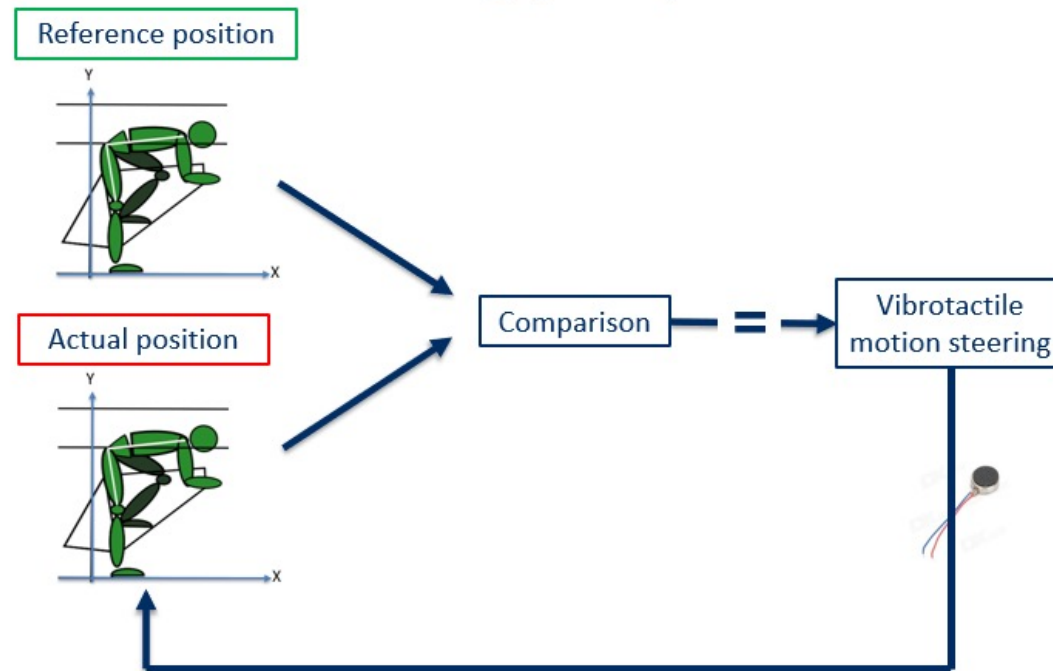 Reference position
Y
X
Actual position
Y
X
Comparison
=
Vibrotactile
motion steering